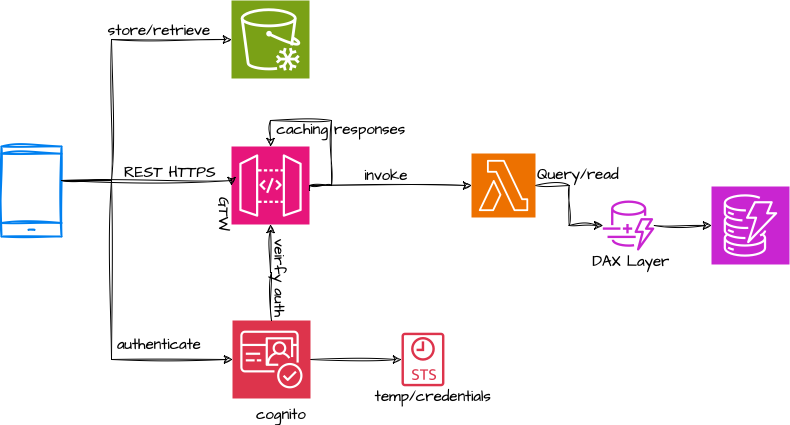 store/retrieve
caching responses
REST HTTPS
invoke
Query/read
GTW
</>
DAX Layer
veirfy auth
authenticate
STS
temp/credentials
cognito